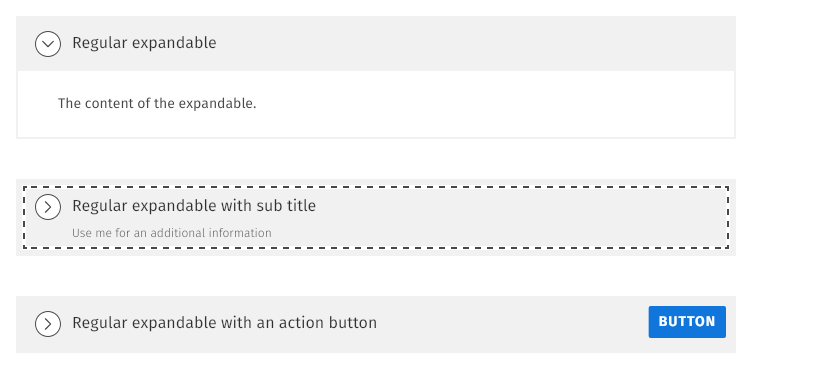 Regular expandable
The content of the expandable.
Regular expandable with sub title
Use me for an additional information
Regular expandable with an action button
BUTTON